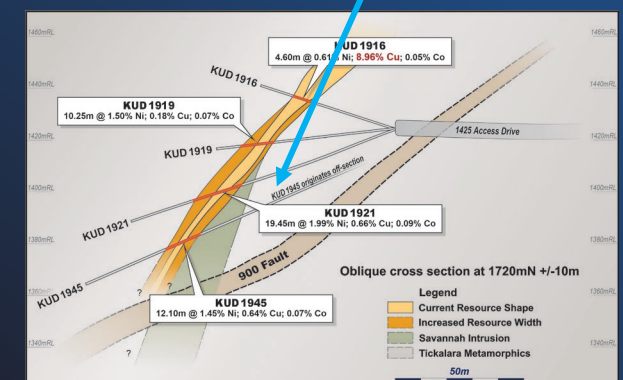 1460mRL
1460mRL
KUD 1916
4.60m @ 0.61% Ni; 8.96% Cu; 0.05% Co
1440mRL
KUD 1916
1440mRL
KUD 1919
10.25m @ 1.50% Ni; 0.18% Cu; 0.07% Co
1420mRL
1425 Access Drive
1420mRL
KUD 1919
1400mRL
KUD 1945 originates off-section
1400mRL
KUD 1921
KUD 1921
19.45m @ 1.99% Ni; 0.66% Cu; 0.09% Co
1380mRL
1380mRL
900 Fault
Oblique cross section at 1720mN +/-10m
KUD 1945
1360mRL
? ?
Legend
1360mRL
KUD 1945
12.10m @ 1.45% Ni; 0.64% Cu; 0.07% Co
Current Resource Shape
Increased Resource Width
Savannah Intrusion
1340mRL
?
Tickalara Metamorphics
1340mRL
50m